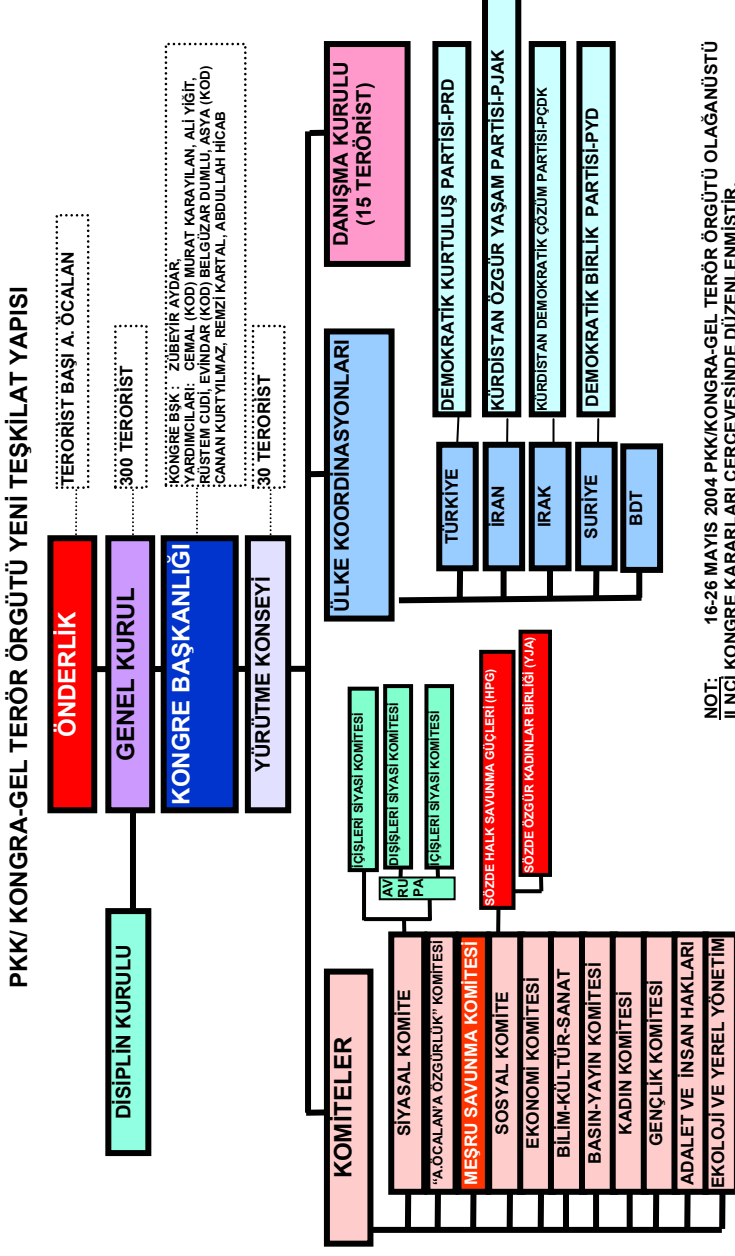 PKK/ KONGRA-GEL TERÖR ÖRGÜTÜ YENİ TEŞKİLAT YAPISI
ÖNDERLİK
TERORİST BAŞI A. ÖCALAN
GENEL KURUL
300 TERORİST
DİSİPLİN KURULU
KONGRE BAŞKANLIĞI
KONGRE BŞK : ZÜBEYİR AYDAR,
YARDIMCILARI: CEMAL (KOD) MURAT KARAYILAN, ALİ YİĞİT,
RÜSTEM CUDİ, EVİNDAR (KOD) BELGÜZAR DUMLU, ASYA (KOD)
CANAN KURTYILMAZ, REMZİ KARTAL, ABDULLAH HİCAB
YÜRÜTME KONSEYİ
30 TERORİST
KOMİTELER
SİYASAL KOMİTE
"A.ÖCALAN'A ÖZGÜRLÜK" KOMİTESİ
MEŞRU SAVUNMA KOMİTESİ
SOSYAL KOMİTE
EKONOMİ KOMİTESİ
BİLİM-KÜLTÜR-SANAT
BASIN-YAYIN KOMİTESİ
KADIN KOMİTESİ
GENÇLİK KOMİTESİ
ADALET VE İNSAN HAKLARI
EKOLOJİ VE YEREL YÖNETİM
İÇİŞLERİ SİYASİ KOMİTESİ
AV
RU
PA
DIŞİŞLERİ SİYASİ KOMİTESİ
İÇİŞLERİ SİYASİ KOMİTESİ
SÖZDE HALK SAVUNMA GÜÇLERİ (HPG)
SÖZDE ÖZGÜR KADINLAR BİRLİĞİ (YJA)
ÜLKE KOORDİNASYONLARI
TÜRKİYE
DEMOKRATİK KURTULUŞ PARTİSİ-PRD
İRAN
KÜRDİSTAN ÖZGÜR YAŞAM PARTİSİ-PJAK
IRAK
KÜRDİSTAN DEMOKRATİK ÇÖZÜM PARTİSİ-PÇDK
SURİYE
DEMOKRATİK BİRLİK PARTİSİ-PYD
BDT
DANIŞMA KURULU
(15 TERÖRİST)
NOT: 16-26 MAYIS 2004 PKK/KONGRA-GEL TERÖR ÖRGÜTÜ OLAĞANÜSTÜ
II.NCİ KONGRE KARARLARI ÇERÇEVESİNDE DÜZENLENMİŞTİR.